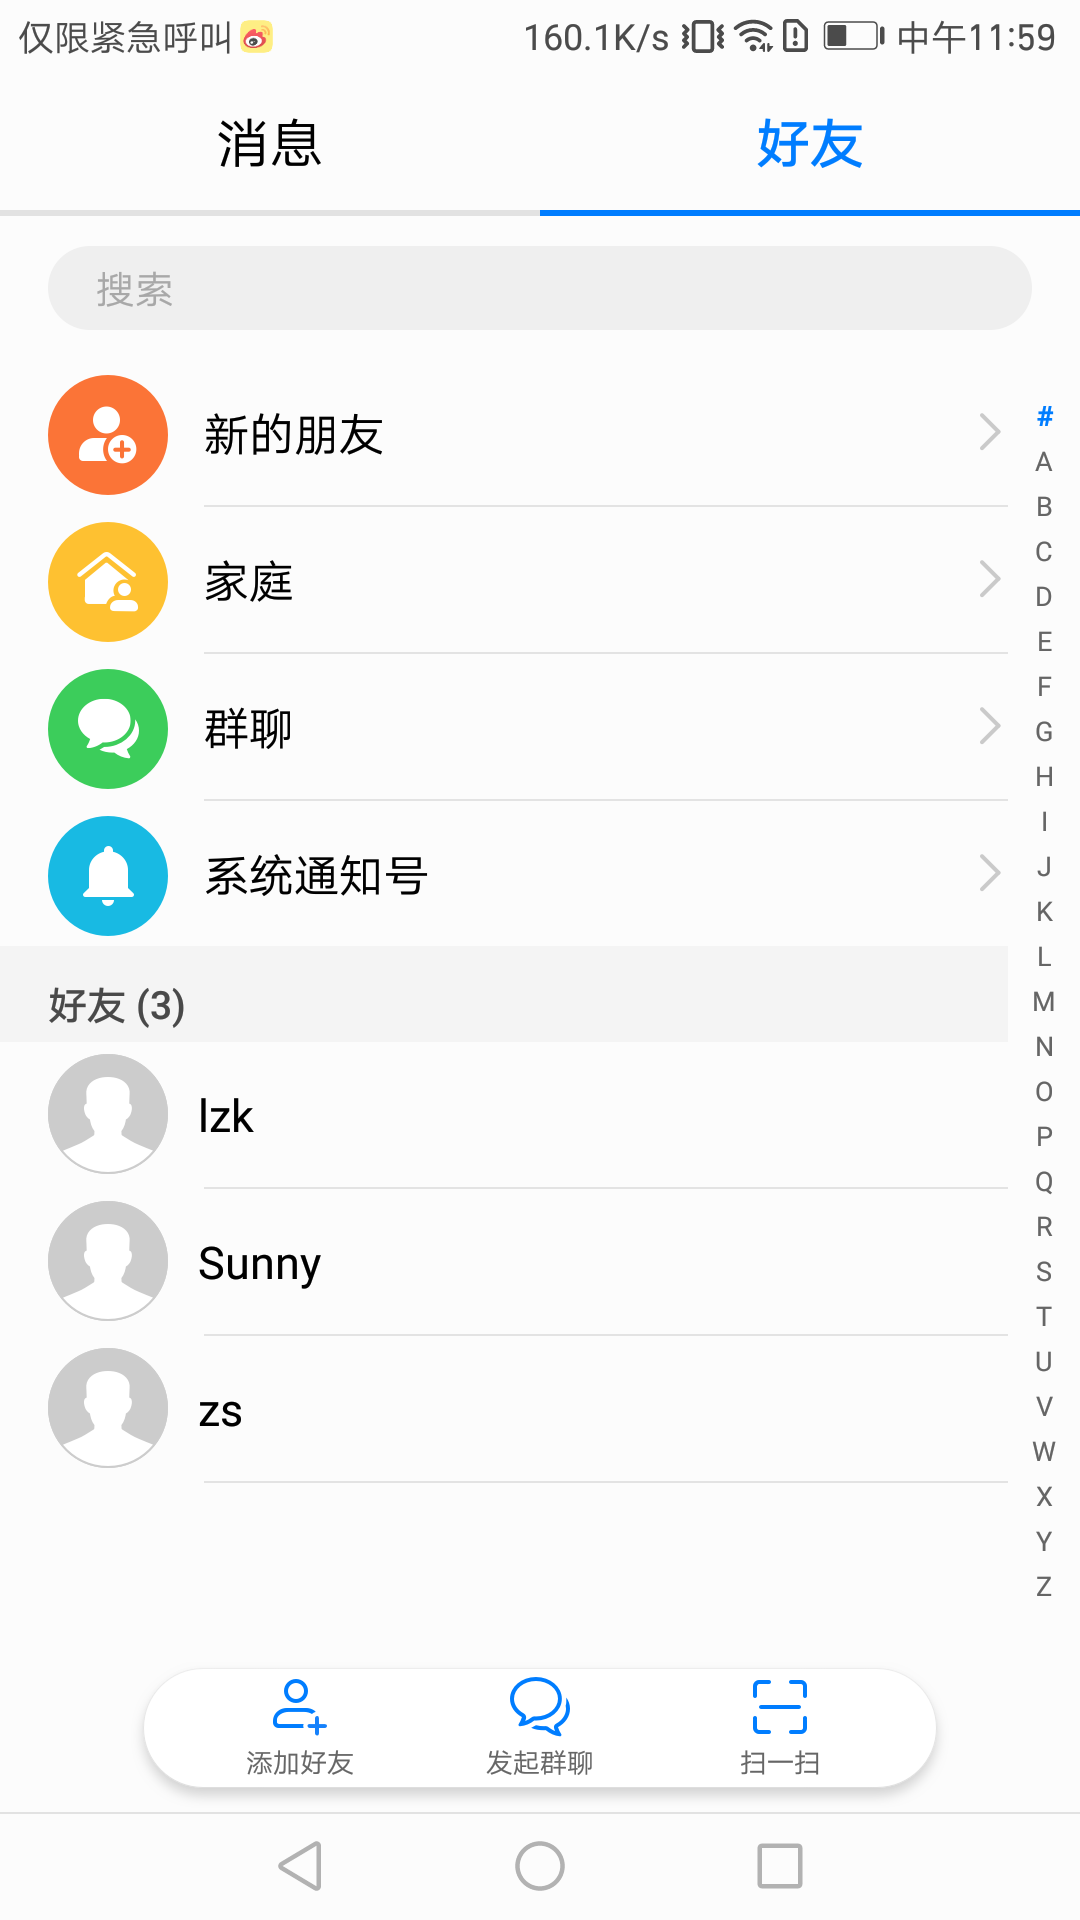 仅限紧急呼叫 160.1K/s 中午11:59
消息 好友
搜索
新的朋友
家庭
群聊
系统通知号
好友 (3)
lzk
Sunny
zs
#
A
B
C
D
E
F
G
H
I
J
K
L
M
N
O
P
Q
R
S
T
U
V
W
X
Y
Z
添加好友 发起群聊 扫一扫